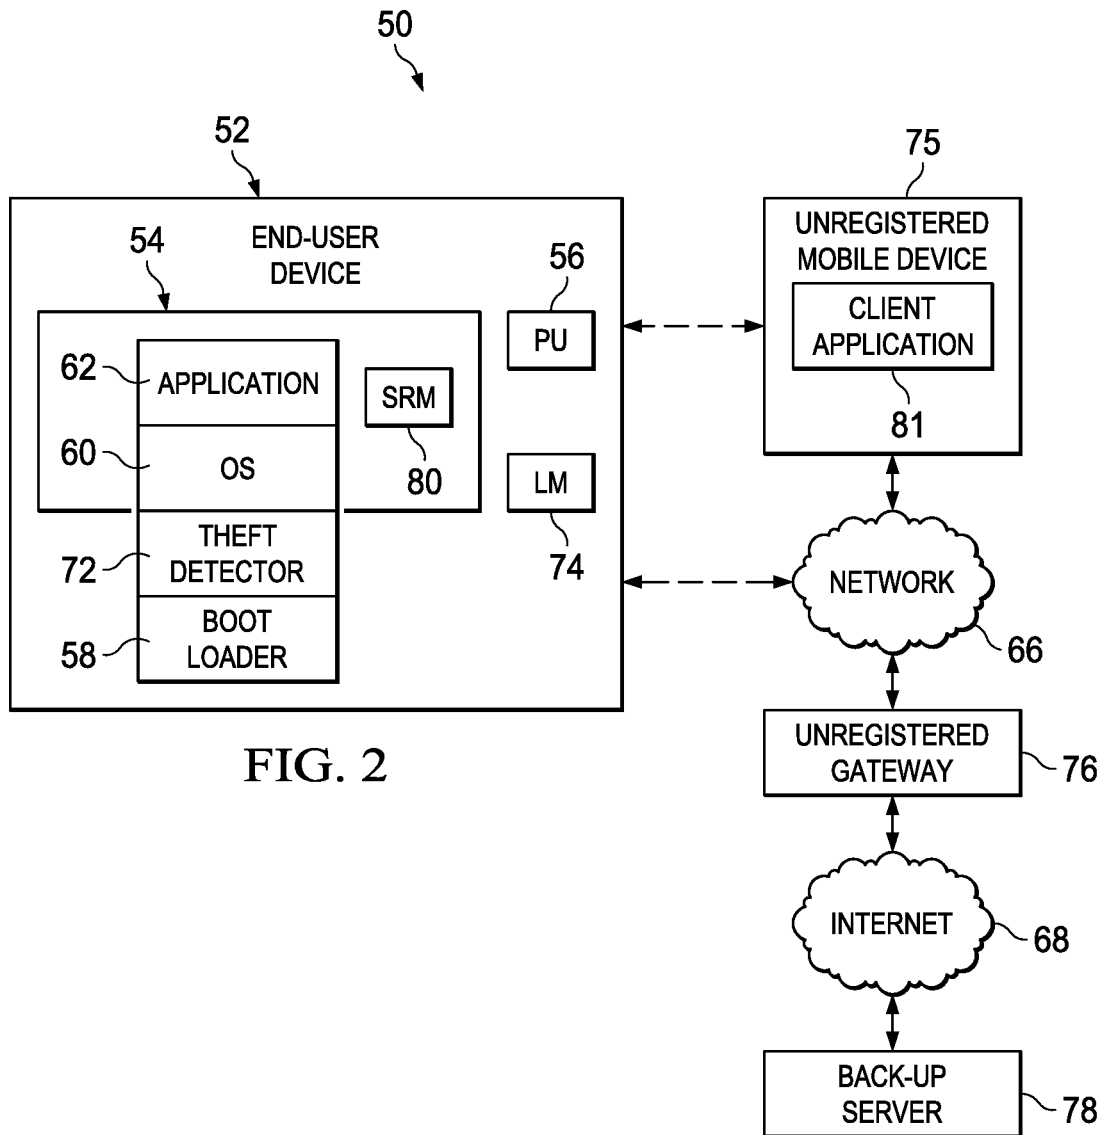 50
52
75
END-USER
DEVICE
54
56
UNREGISTERED
MOBILE DEVICE
CLIENT
APPLICATION
PU
62
APPLICATION
SRM
81
60
OS
80
LM
THEFT
DETECTOR
72
74
NETWORK
BOOT
LOADER
58
66
FIG. 2
UNREGISTERED
GATEWAY
76
INTERNET
68
BACK-UP
SERVER
78